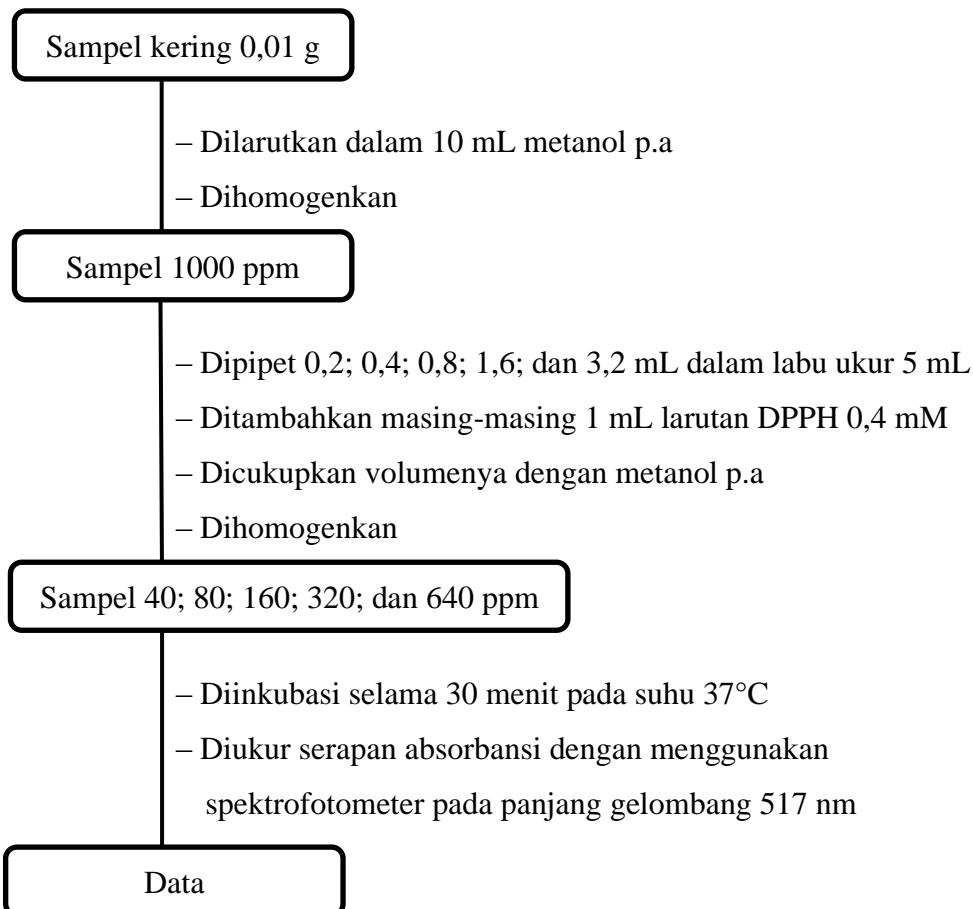 Sampel kering 0,01 g
– Dilarutkan dalam 10 mL metanol p.a
– Dihomogenkan
Sampel 1000 ppm
– Dipipet 0,2; 0,4; 0,8; 1,6; dan 3,2 mL dalam labu ukur 5 mL
– Ditambahkan masing-masing 1 mL larutan DPPH 0,4 mM
– Dicukupkan volumenya dengan metanol p.a
– Dihomogenkan
Sampel 40; 80; 160; 320; dan 640 ppm
– Diinkubasi selama 30 menit pada suhu 37°C
– Diukur serapan absorbansi dengan menggunakan
spektrofotometer pada panjang gelombang 517 nm
Data